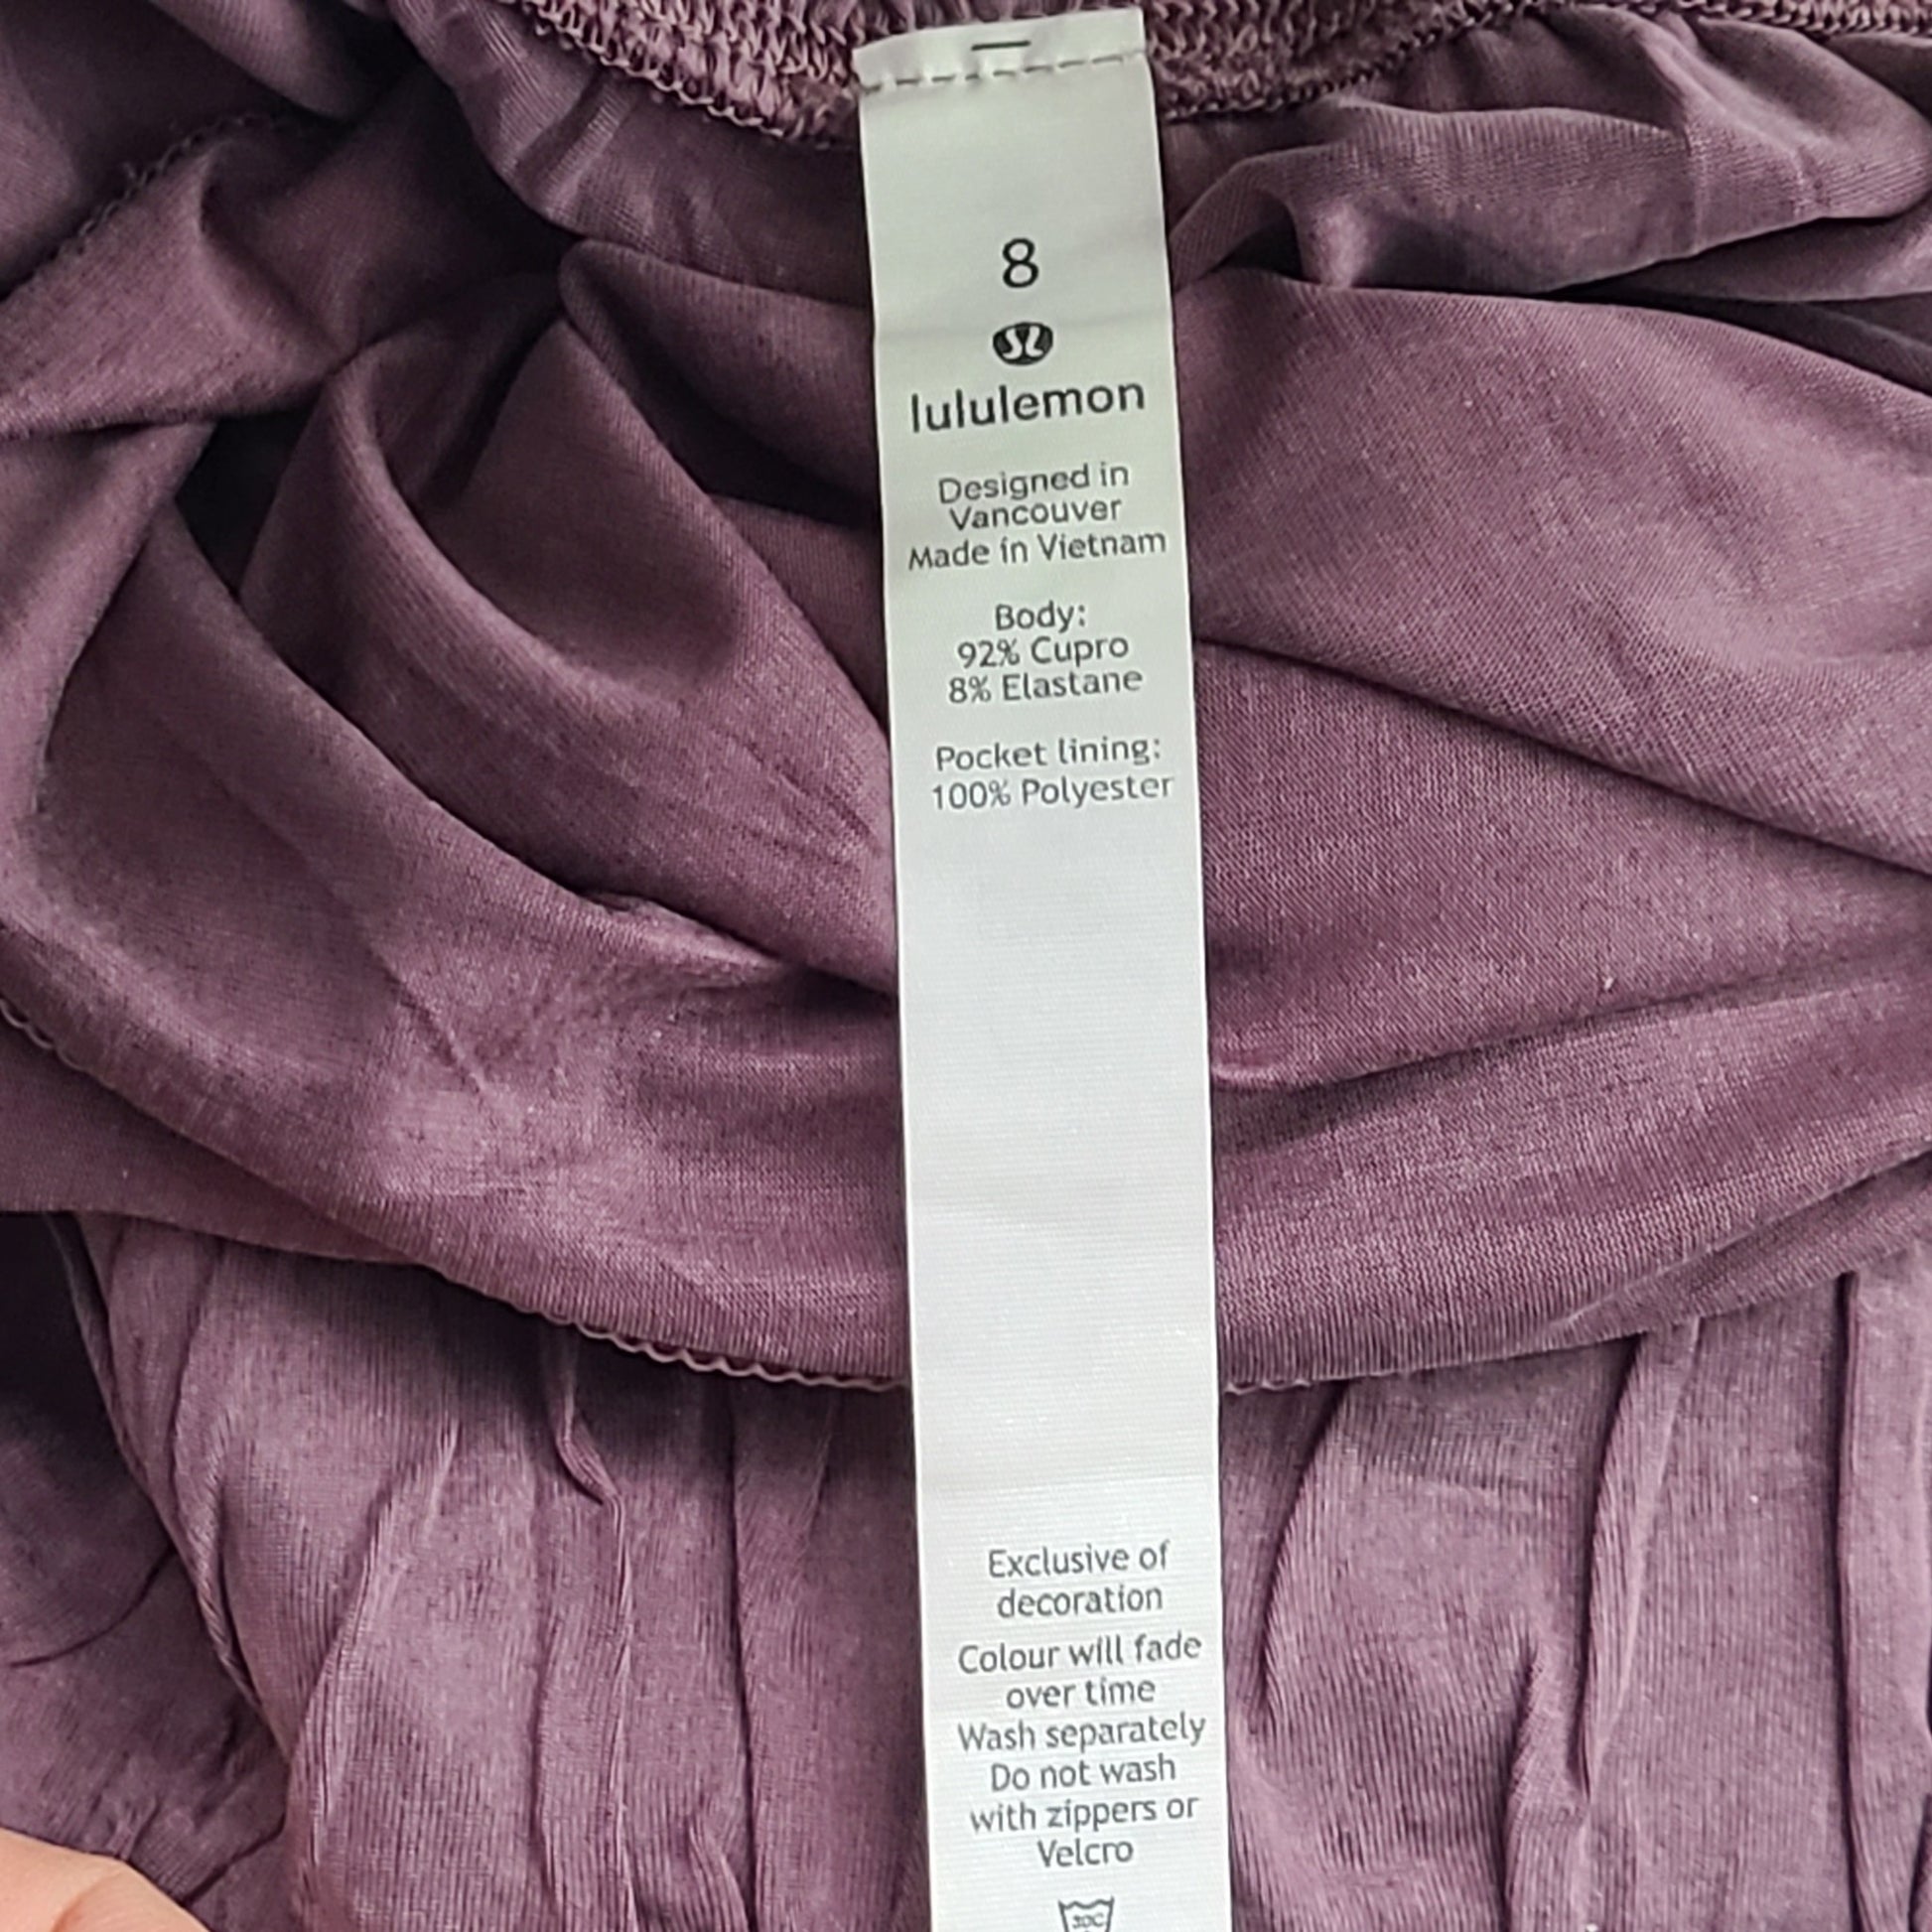 8
lululemon
Designed in
Vancouver
Made in Vietnam
Body:
92% Cupro
8% Elastane
Pocket lining:
100% Polyester
Exclusive of
decoration
Colour will fade
over time
Wash separately
Do not wash
with zippers or
Velcro
30C